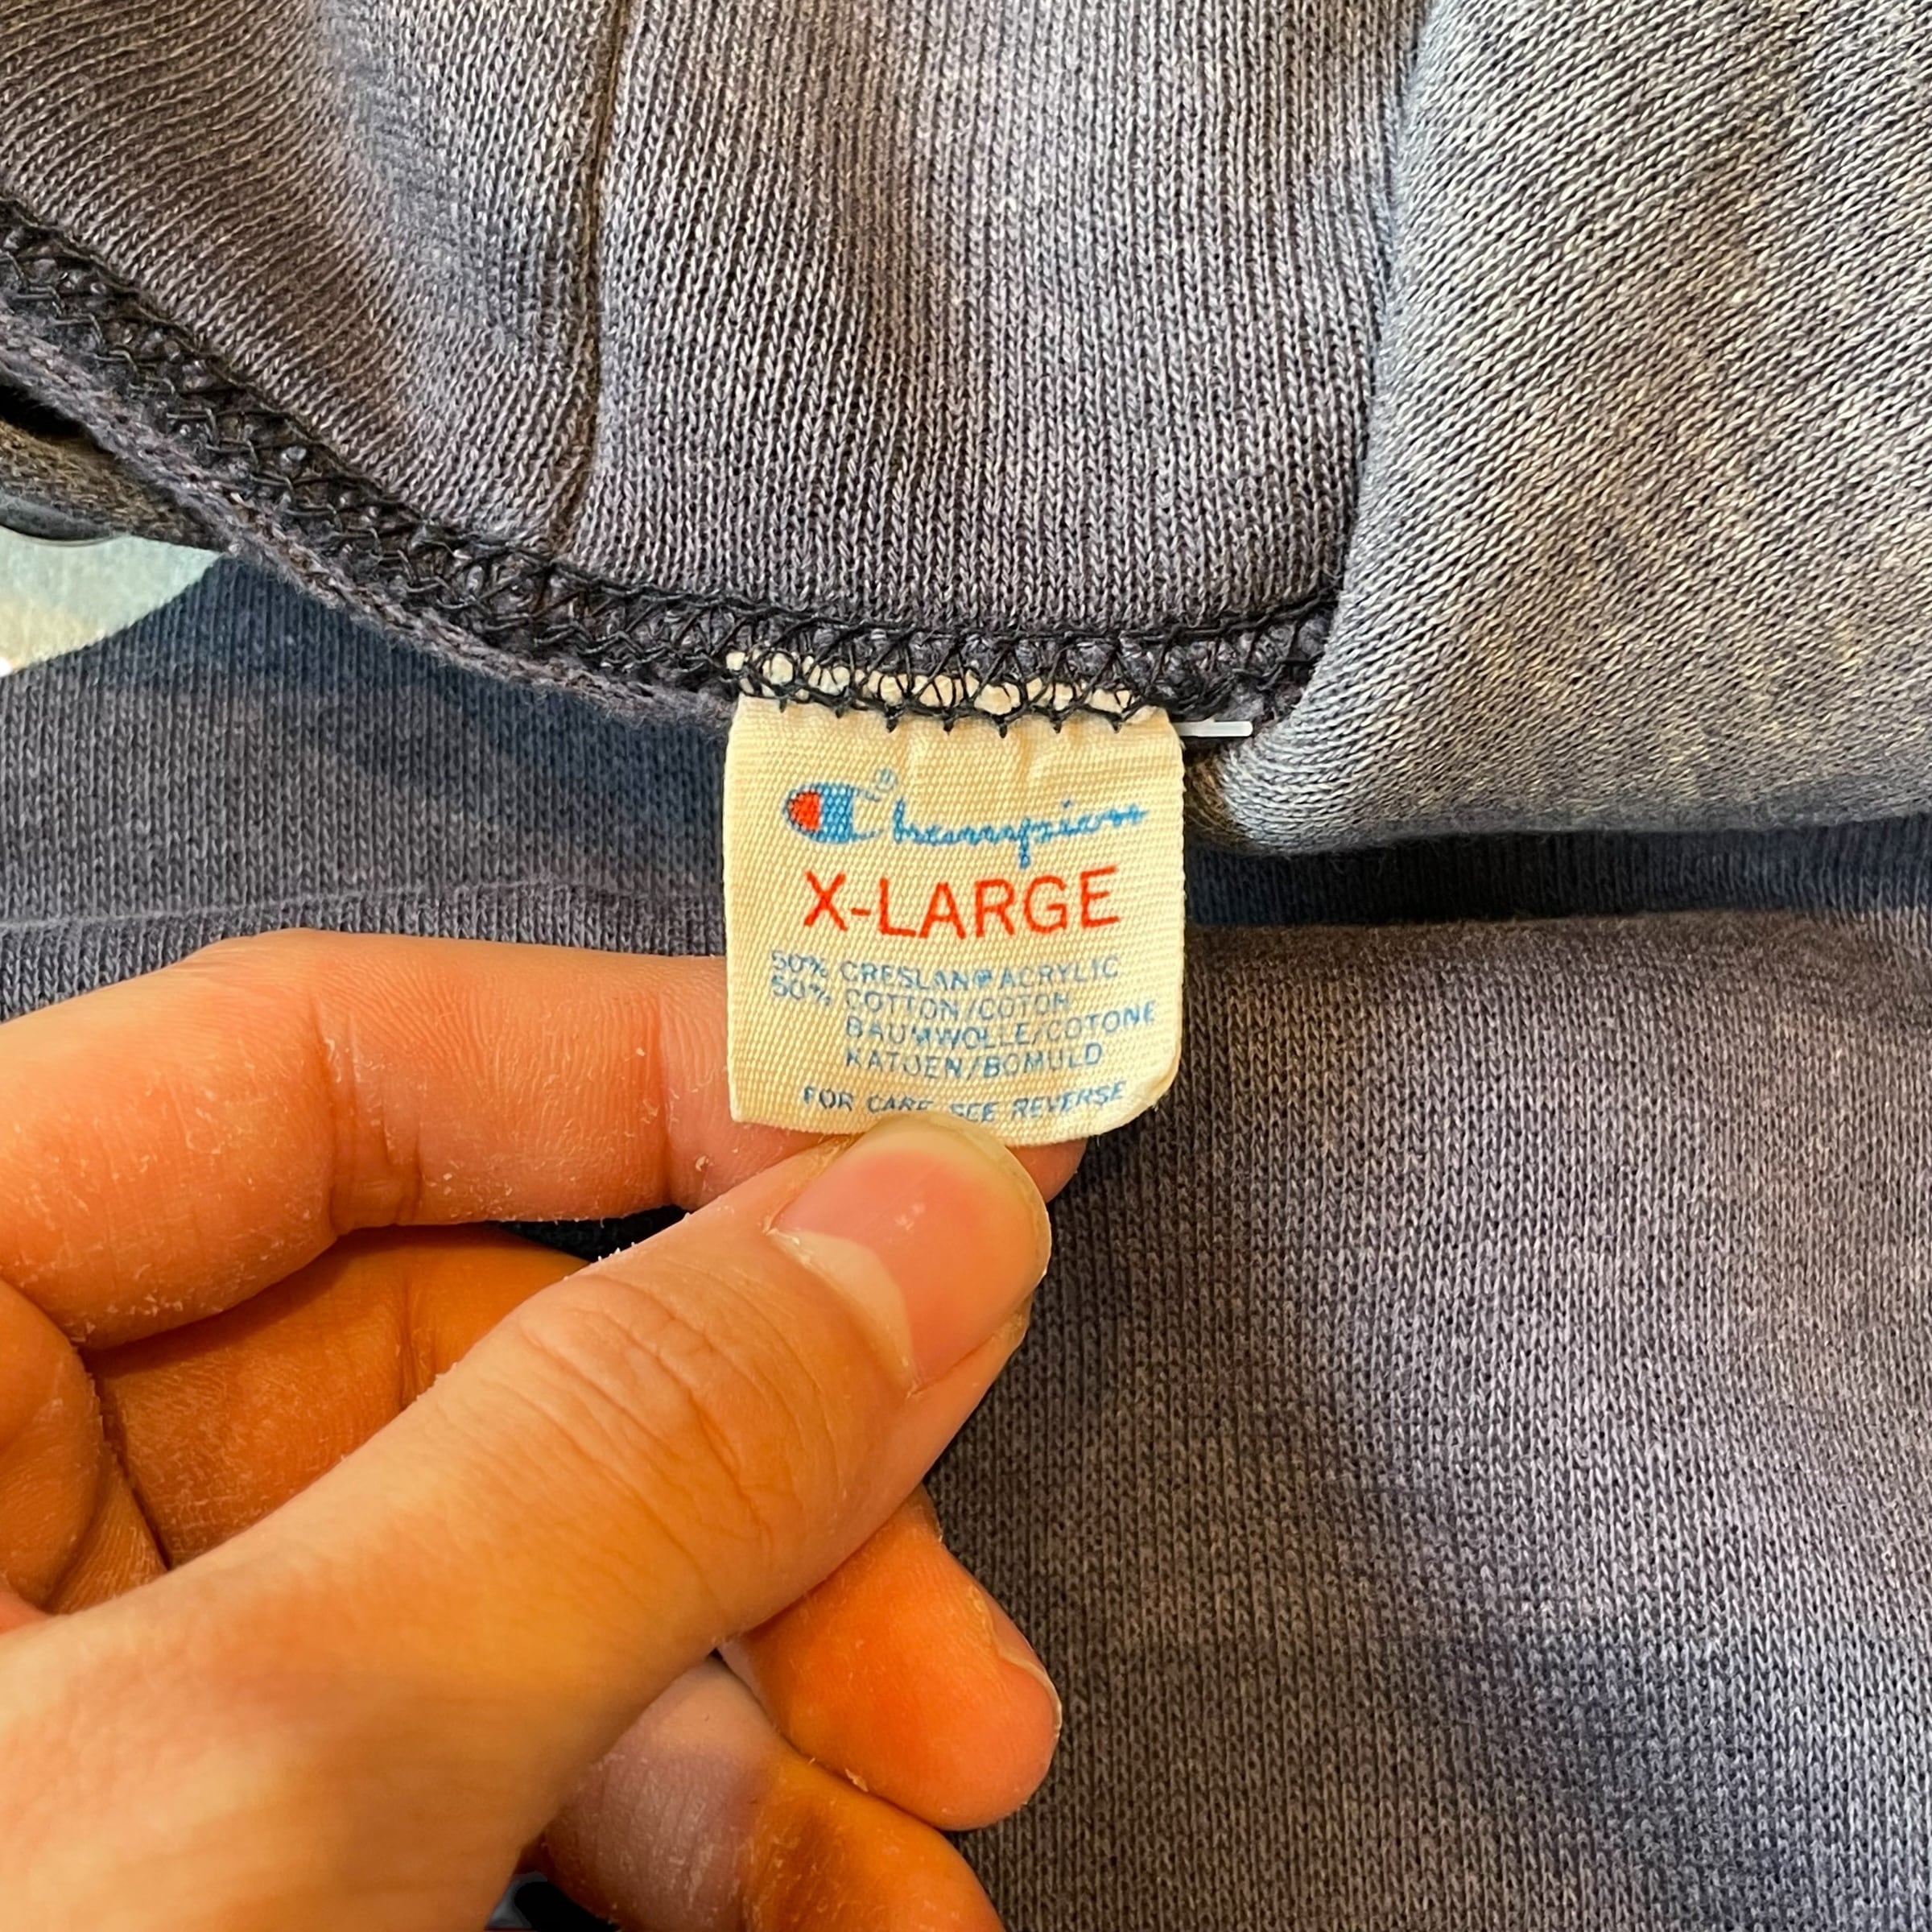 Champion®
X-LARGE
50% CRESLAN® ACRYLIC
50% COTTON/COTON
BAUMWOLLE/COTONE
KATOEN/BOMULD
FOR CARE SEE REVERSE